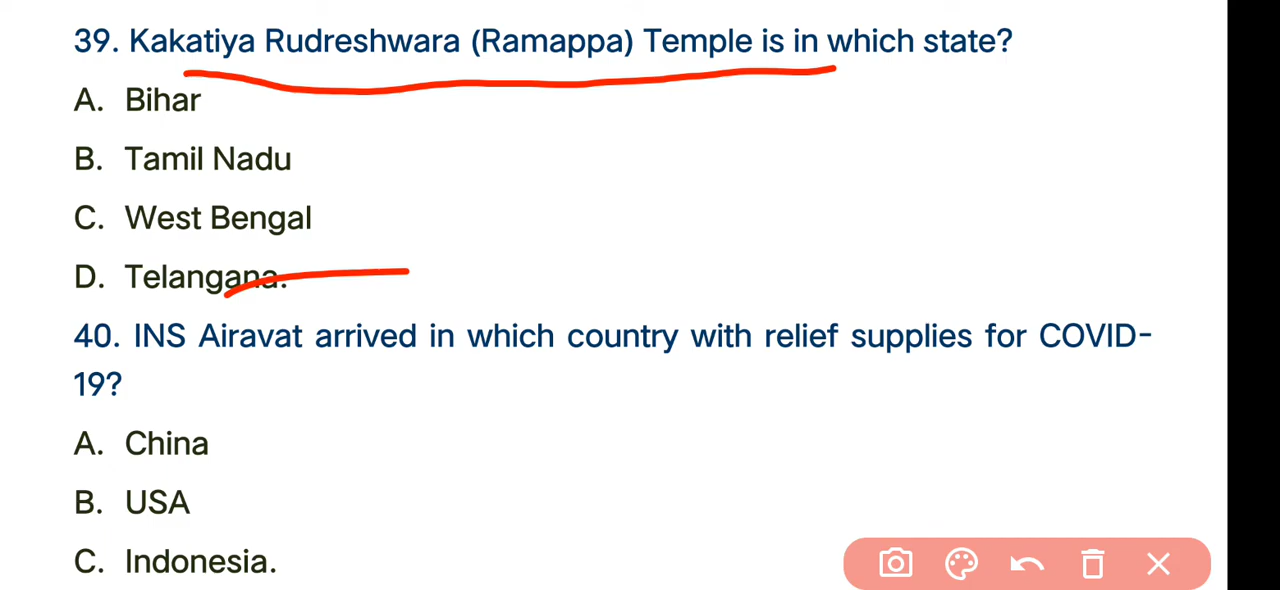 39. Kakatiya Rudreshwara (Ramappa) Temple is in which state?
A. Bihar
B. Tamil Nadu
C. West Bengal
D. Telangana.
40. INS Airavat arrived in which country with relief supplies for COVID-
19?
A. China
B. USA
C. Indonesia.